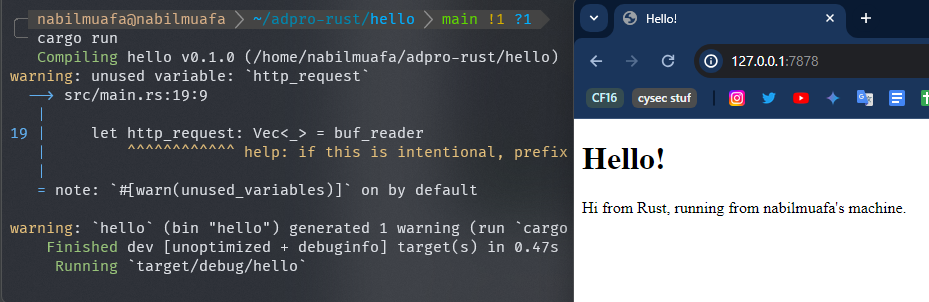 nabilmuafa@nabilmuafa ~/adpro-rust/hello main !1 ?1
cargo run
Compiling hello v0.1.0 (/home/nabilmuafa/adpro-rust/hello)
warning: unused variable: `http_request`
--> src/main.rs:19:9
|
19 | let http_request: Vec<_> = buf_reader
| ^^^^^^^^^^^^ help: if this is intentional, prefix
|
= note: `#[warn(unused_variables)]` on by default
warning: `hello` (bin "hello") generated 1 warning (run `cargo
Finished dev [unoptimized + debuginfo] target(s) in 0.47s
Running `target/debug/hello`
Hello!
127.0.0.1:7878
CF16 cysec stuf
Hello!
Hi from Rust, running from nabilmuafa's machine.